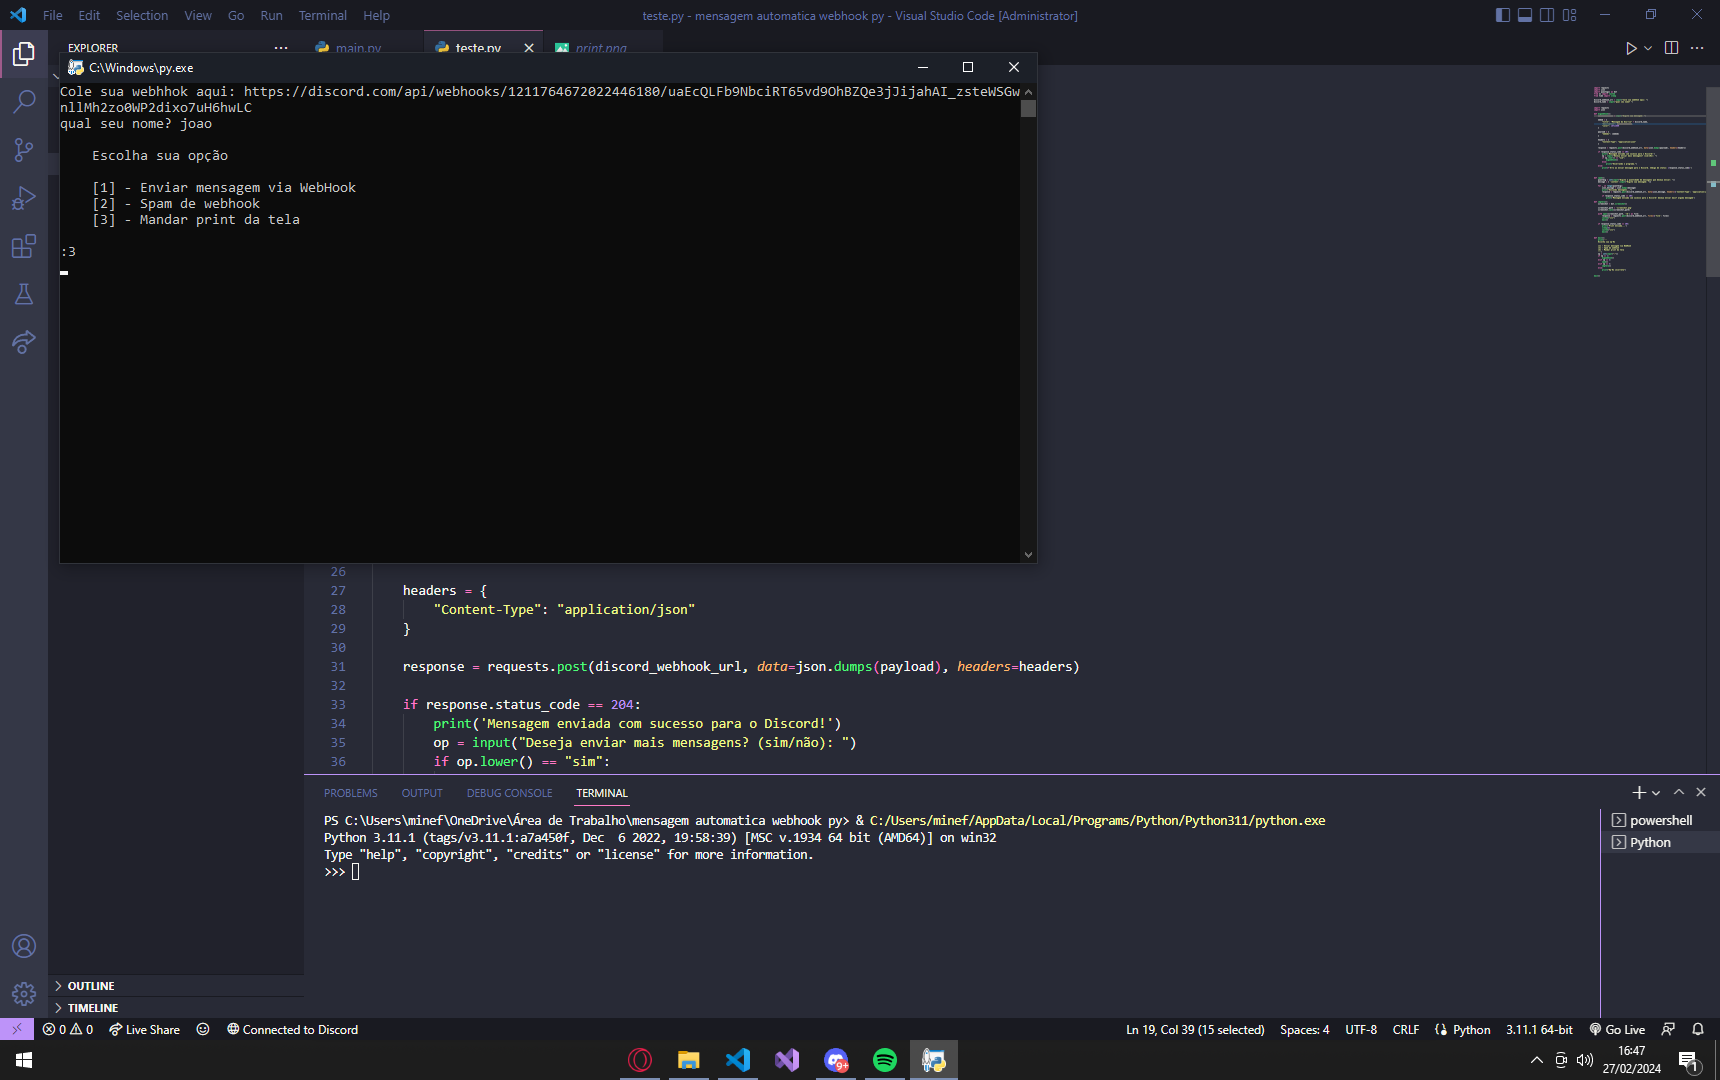 File Edit Selection View Go Run Terminal Help
teste.py - mensagem automatica webhook py - Visual Studio Code [Administrator]
EXPLORER ... main.py teste.py print.png
C:\Windows\py.exe
Cole sua webhhok aqui: https://discord.com/api/webhooks/1211764672022446180/uaEcQLFb9NbciRT65vd9OhBZQe3jJijahAI_zsteWSGw
nllMh2zo0WP2dixo7uH6hwLC
qual seu nome? joao
Escolha sua opção
[1] - Enviar mensagem via WebHook
[2] - Spam de webhook
[3] - Mandar print da tela
:3
26
27 headers = {
28 "Content-Type": "application/json"
29 }
30
31 response = requests.post(discord_webhook_url, data=json.dumps(payload), headers=headers)
32
33 if response.status_code == 204:
34 print('Mensagem enviada com sucesso para o Discord!')
35 op = input("Deseja enviar mais mensagens? (sim/não): ")
36 if op.lower() == "sim":
PROBLEMS OUTPUT DEBUG CONSOLE TERMINAL
PS C:\Users\minef\OneDrive\Área de Trabalho\mensagem automatica webhook py> & C:/Users/minef/AppData/Local/Programs/Python/Python311/python.exe
Python 3.11.1 (tags/v3.11.1:a7a450f, Dec  6 2022, 19:58:39) [MSC v.1934 64 bit (AMD64)] on win32
Type "help", "copyright", "credits" or "license" for more information.
>>>
powershell
Python
OUTLINE
TIMELINE
0 0 Live Share Connected to Discord Ln 19, Col 39 (15 selected) Spaces: 4 UTF-8 CRLF Python 3.11.1 64-bit Go Live
9+
16:47
27/02/2024
1